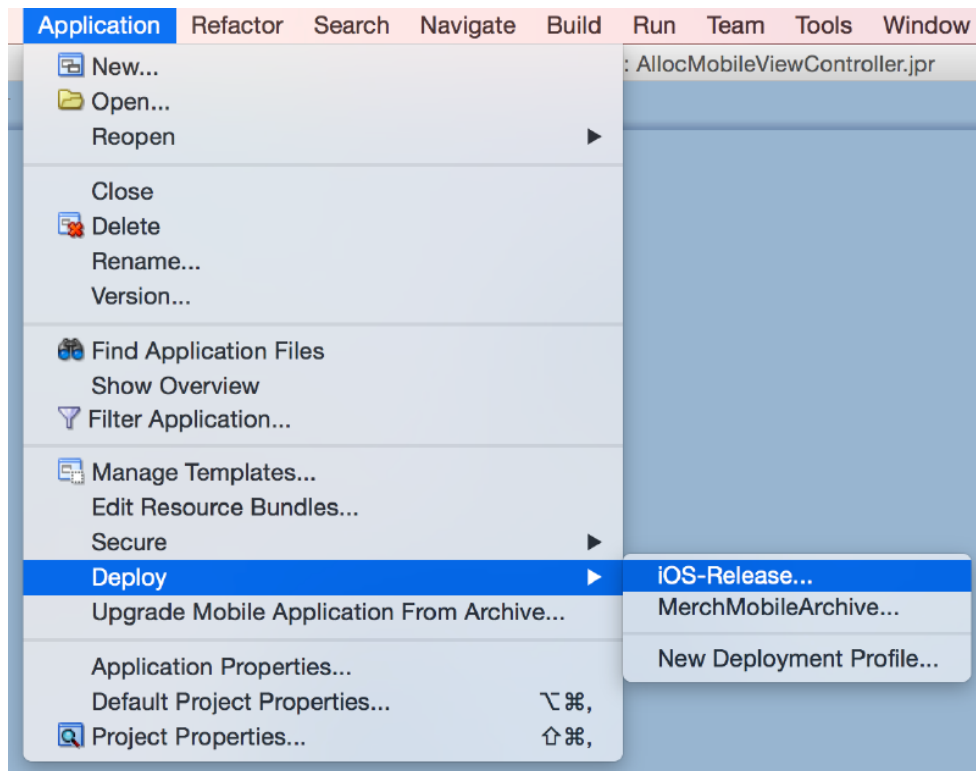 Application Refactor Search Navigate Build Run Team Tools Window
: AllocMobileViewController.jpr
New...
Open...
Reopen
Close
Delete
Rename...
Version...
Find Application Files
Show Overview
Filter Application...
Manage Templates...
Edit Resource Bundles...
Secure
Deploy
iOS-Release...
Upgrade Mobile Application From Archive...
MerchMobileArchive...
New Deployment Profile...
Application Properties...
Default Project Properties... ⌥⌘,
Project Properties... ⇧⌘,